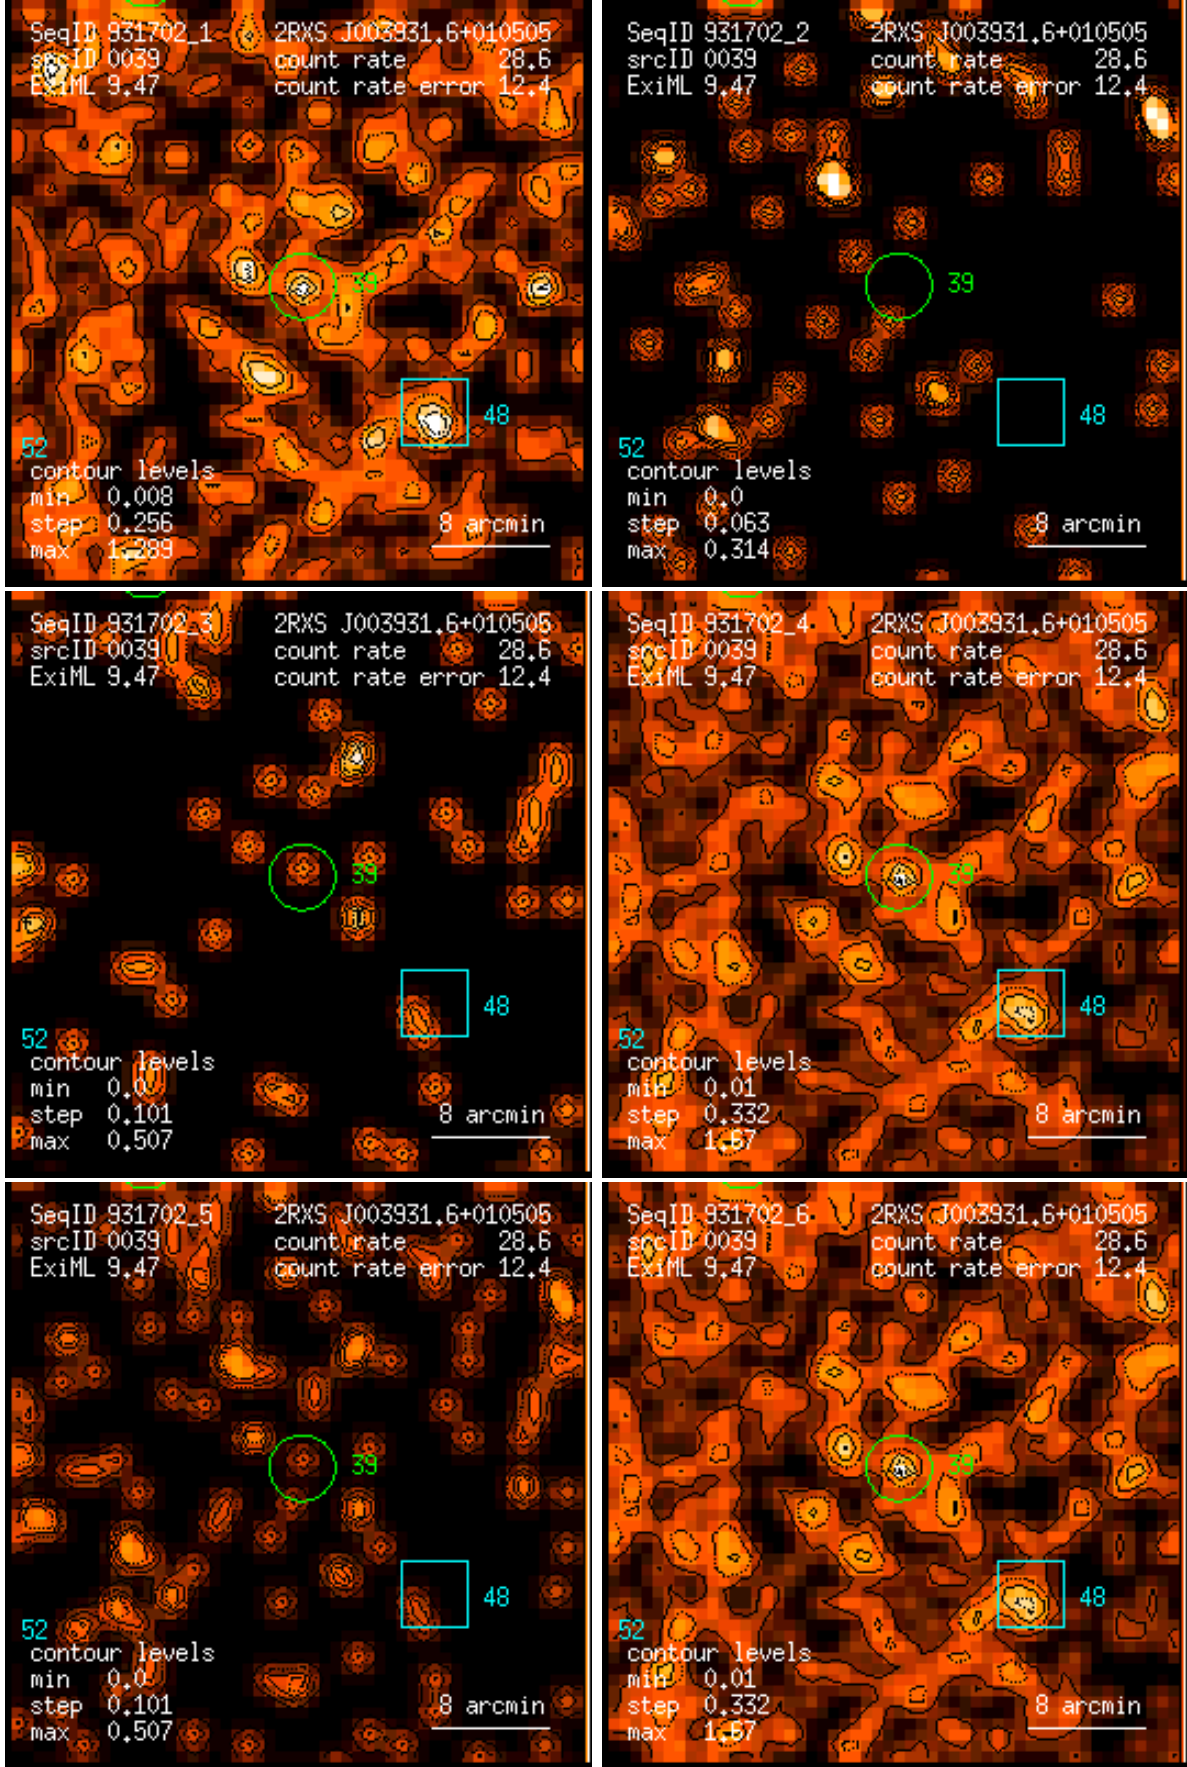 SeqID 931702_1 2RXS J003931.6+010505
srcID 0039 count rate 28.6
ExiML 9.47 count rate error 12.4
39
48
52
contour levels
min 0.008
step 0.256 8 arcmin
max 1.289
SeqID 931702_2 2RXS J003931.6+010505
srcID 0039 count rate 28.6
ExiML 9.47 count rate error 12.4
39
48
52
contour levels
min 0.0
step 0.063 8 arcmin
max 0.314
SeqID 931702_3 2RXS J003931.6+010505
srcID 0039 count rate 28.6
ExiML 9.47 count rate error 12.4
39
48
52
contour levels
min 0.0
step 0.101 8 arcmin
max 0.507
SeqID 931702_4 2RXS J003931.6+010505
srcID 0039 count rate 28.6
ExiML 9.47 count rate error 12.4
39
48
52
contour levels
min 0.01
step 0.332 8 arcmin
max 1.67
SeqID 931702_5 2RXS J003931.6+010505
srcID 0039 count rate 28.6
ExiML 9.47 count rate error 12.4
39
48
52
contour levels
min 0.0
step 0.101 8 arcmin
max 0.507
SeqID 931702_6 2RXS J003931.6+010505
srcID 0039 count rate 28.6
ExiML 9.47 count rate error 12.4
39
48
52
contour levels
min 0.01
step 0.332 8 arcmin
max 1.67